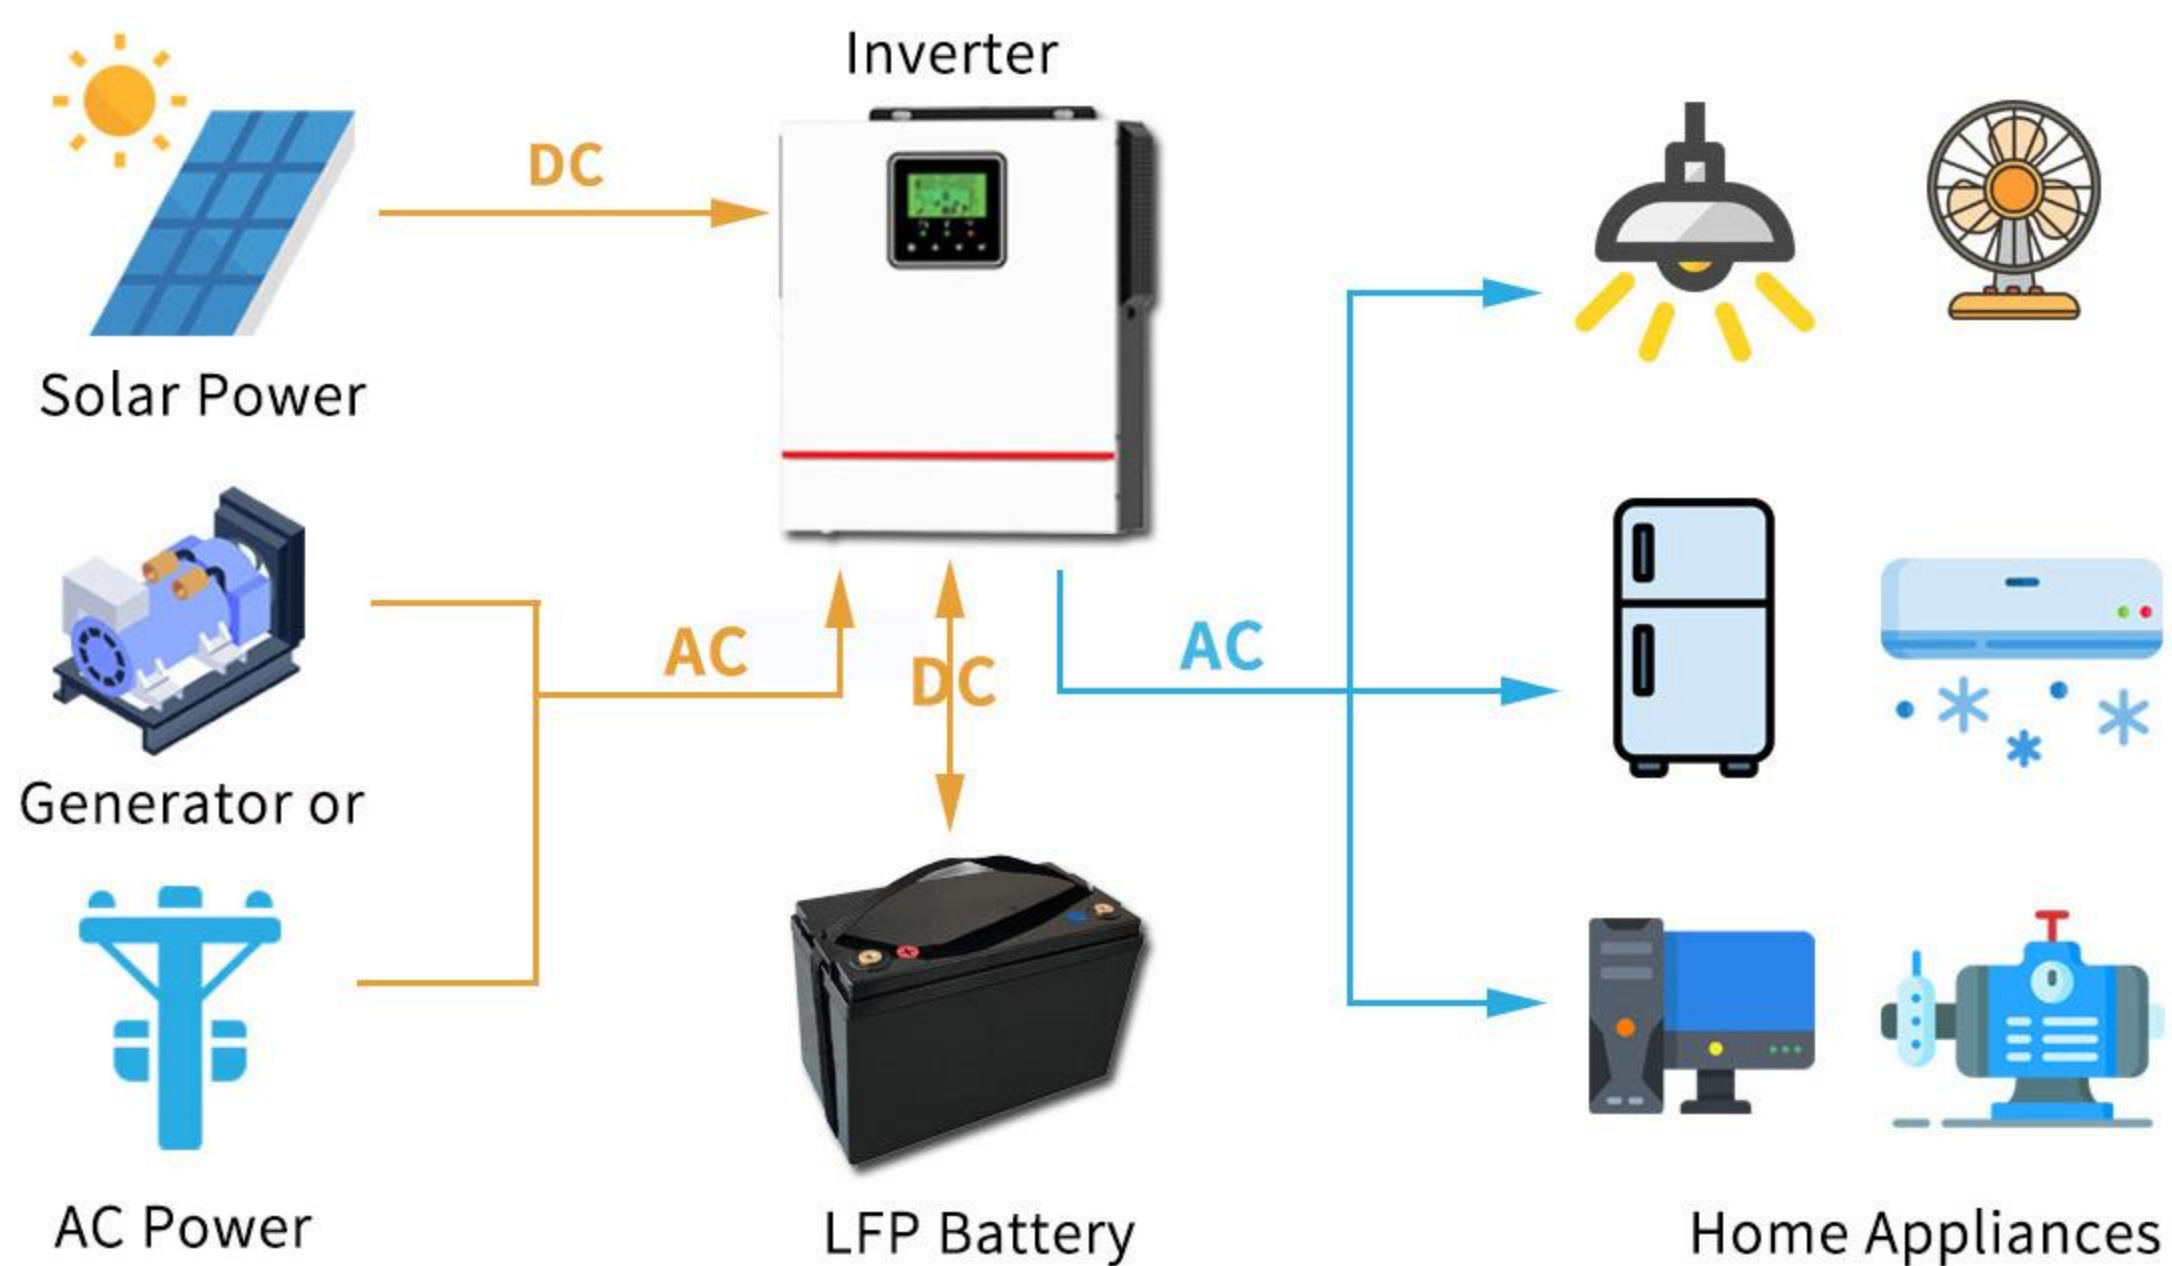 Inverter
DC
Solar Power
AC
DC
AC
Generator or
AC Power
LFP Battery
Home Appliances